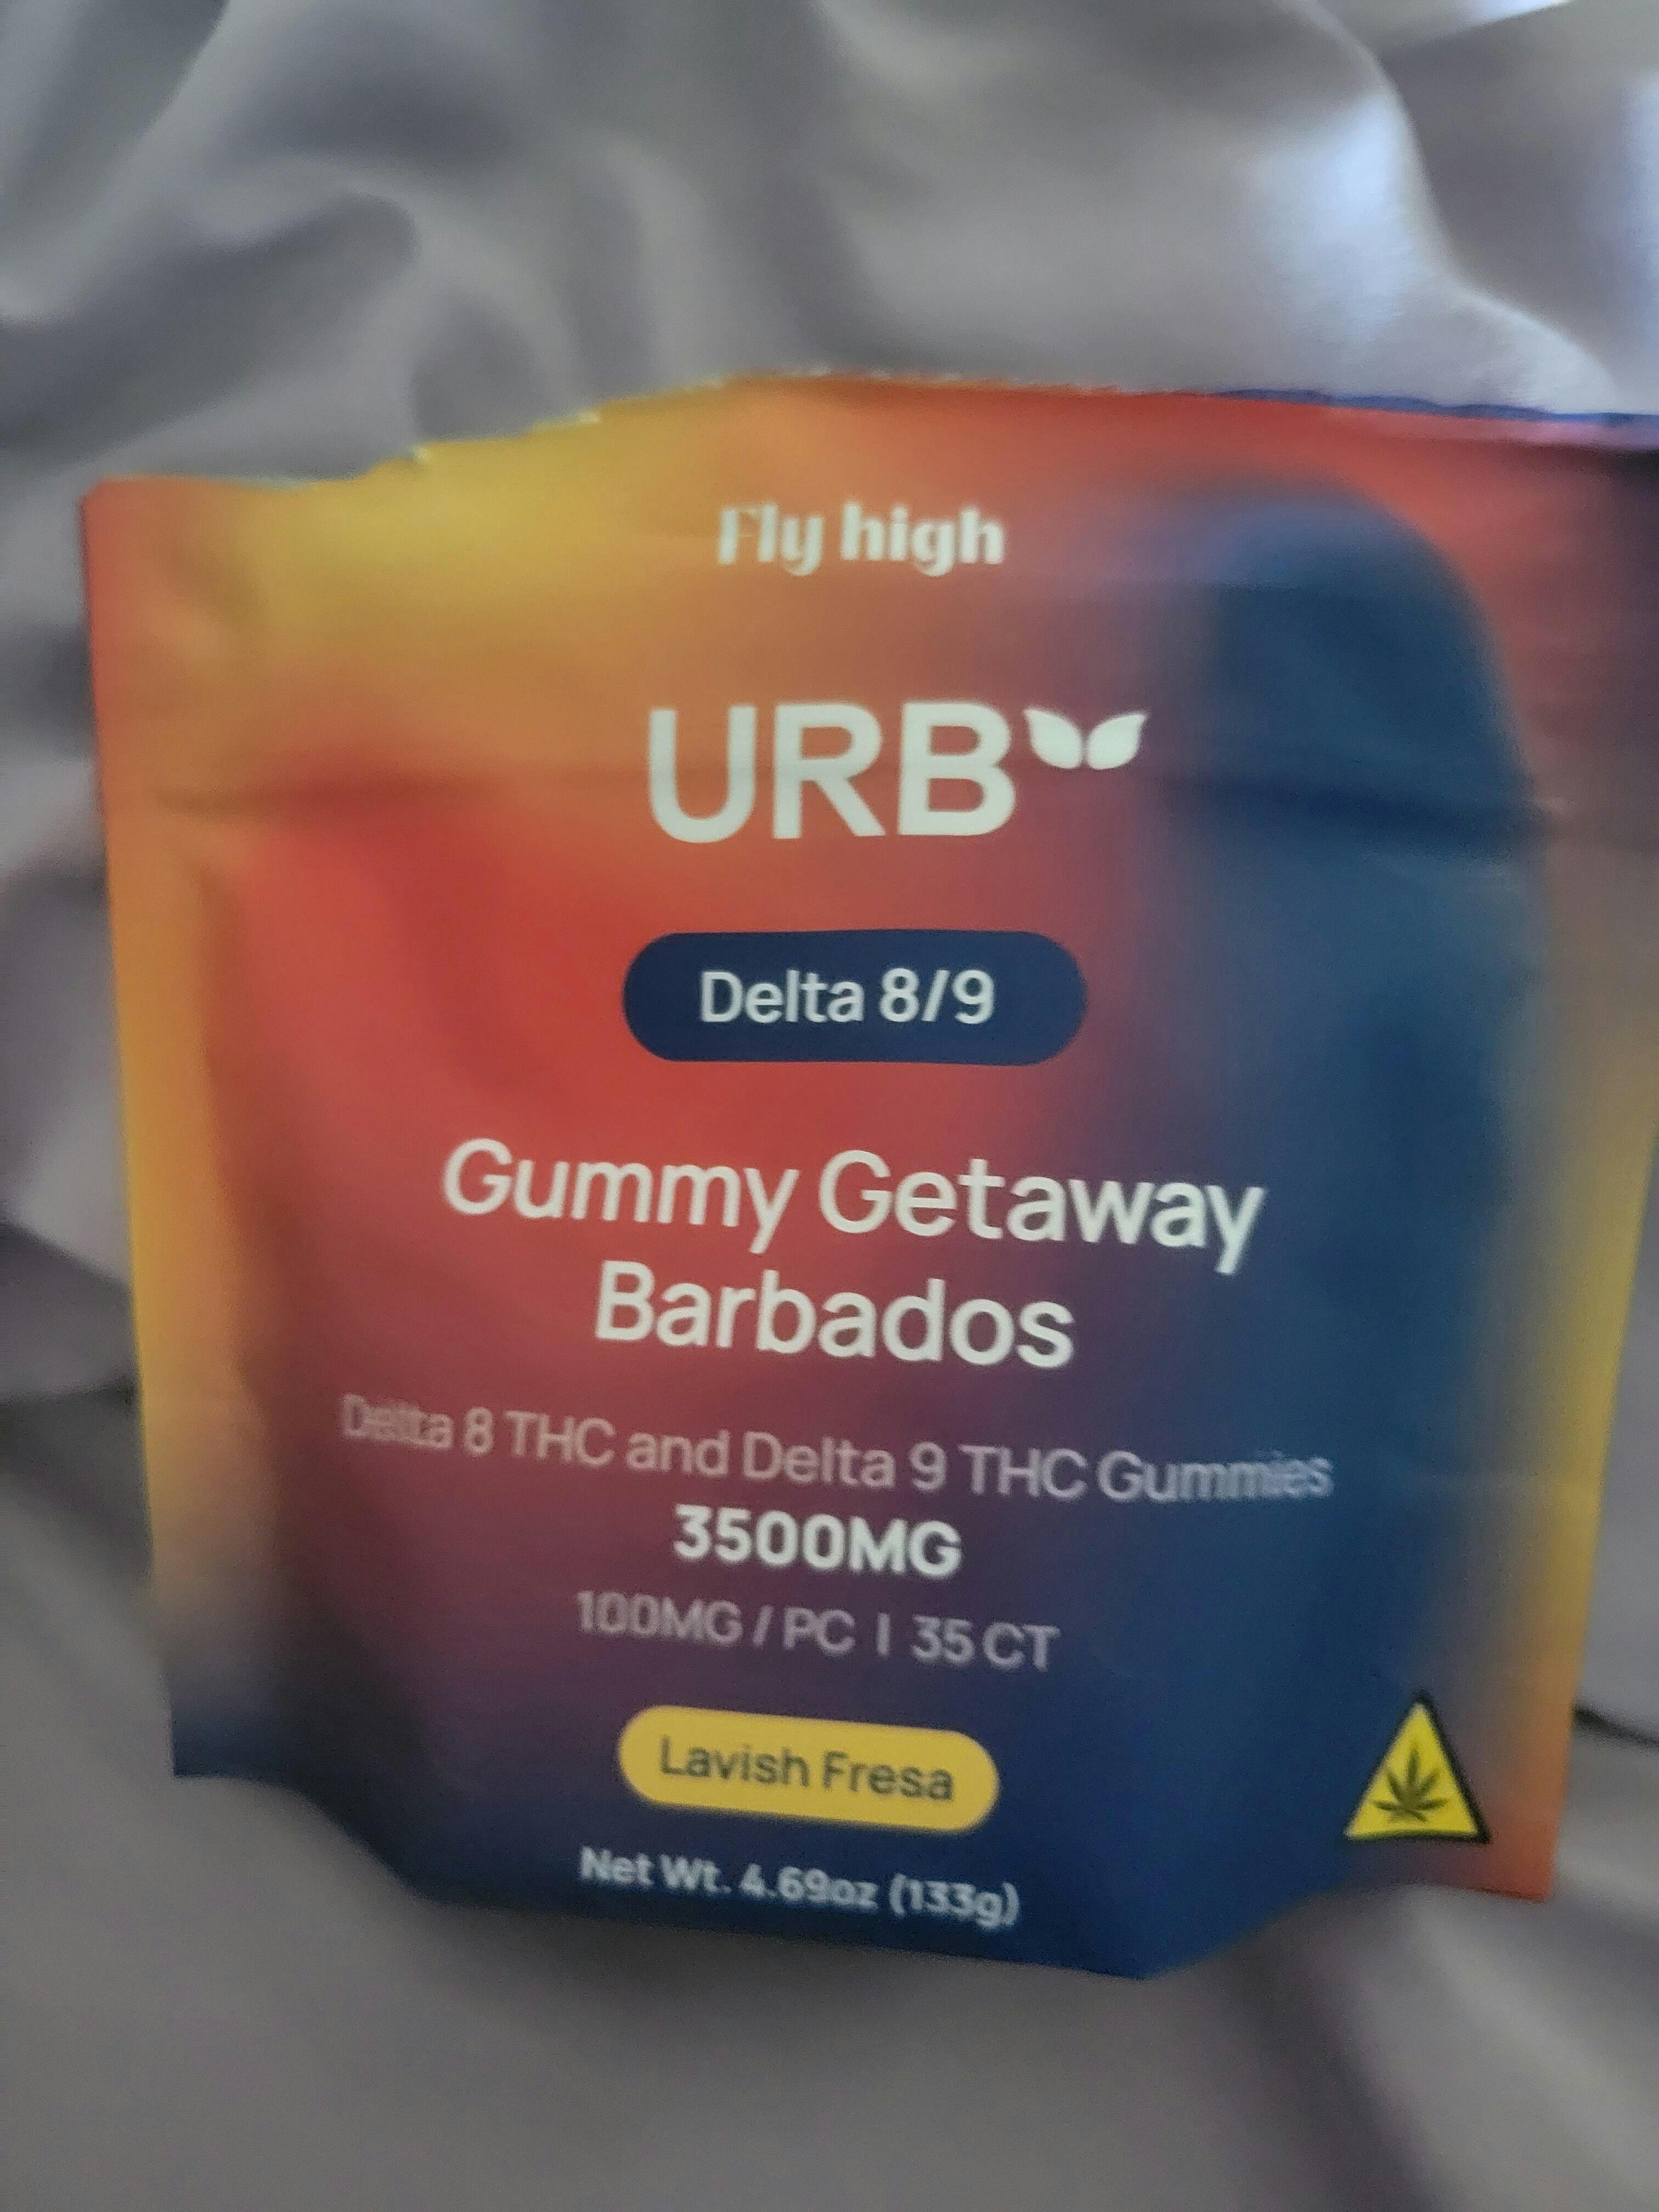 Fly high
URB
Delta 8/9
Gummy Getaway
Barbados
Delta 8 THC and Delta 9 THC Gummies
3500MG
100MG / PC | 35 CT
Lavish Fresa
Net Wt. 4.69oz (133g)